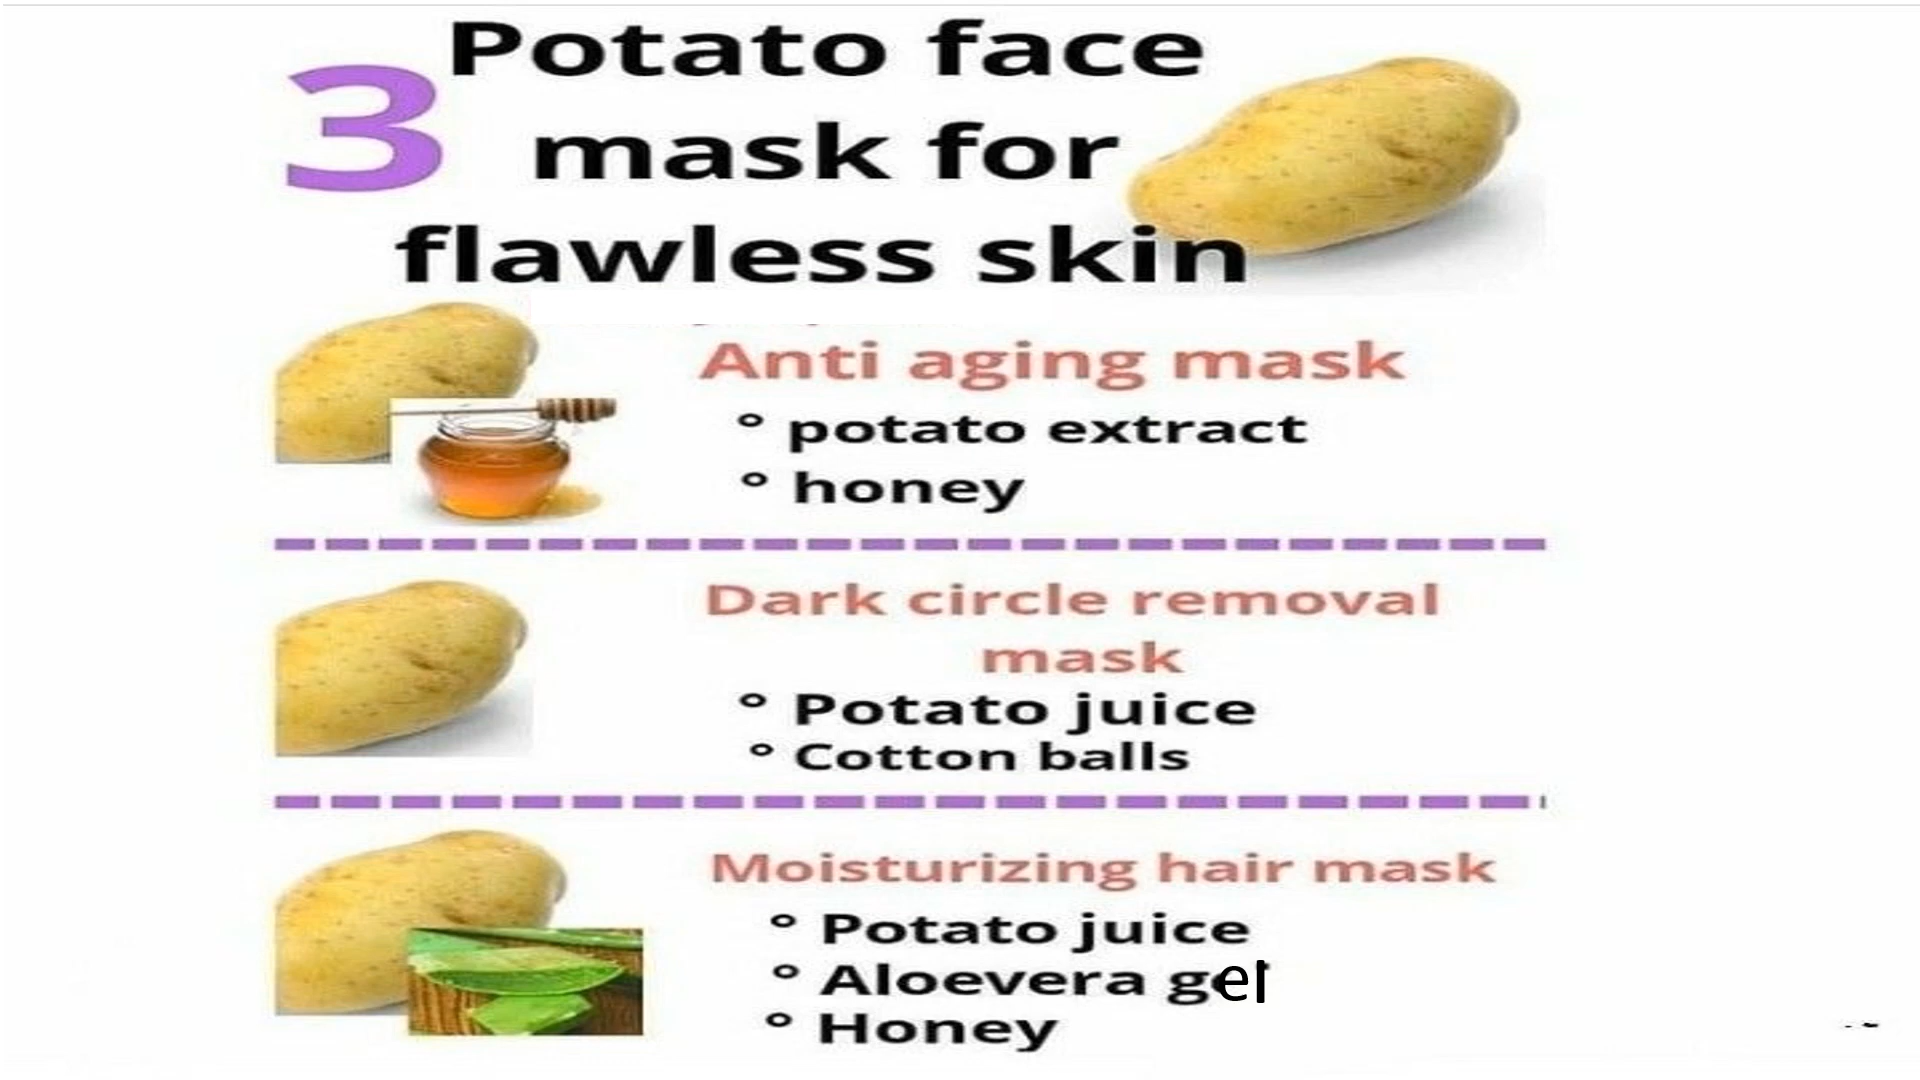 3
Potato face
mask for
flawless skin
Anti aging mask
° potato extract
° honey
Dark circle removal
mask
° Potato juice
° Cotton balls
Moisturizing hair mask
° Potato juice
° Aloevera gel
° Honey